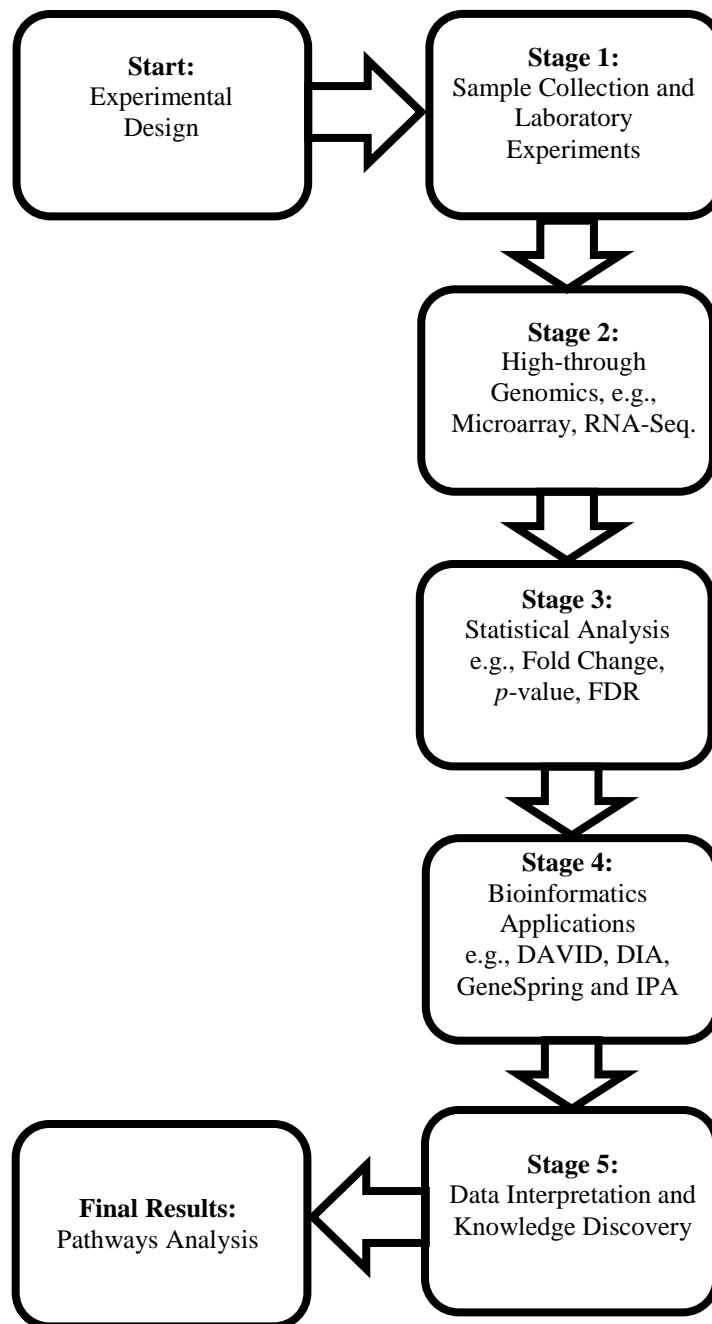 Start:
Experimental
Design
Stage 1:
Sample Collection and
Laboratory
Experiments
Stage 2:
High-through
Genomics, e.g.,
Microarray, RNA-Seq.
Stage 3:
Statistical Analysis
e.g., Fold Change,
p-value, FDR
Stage 4:
Bioinformatics
Applications
e.g., DAVID, DIA,
GeneSpring and IPA
Stage 5:
Data Interpretation and
Knowledge Discovery
Final Results:
Pathways Analysis